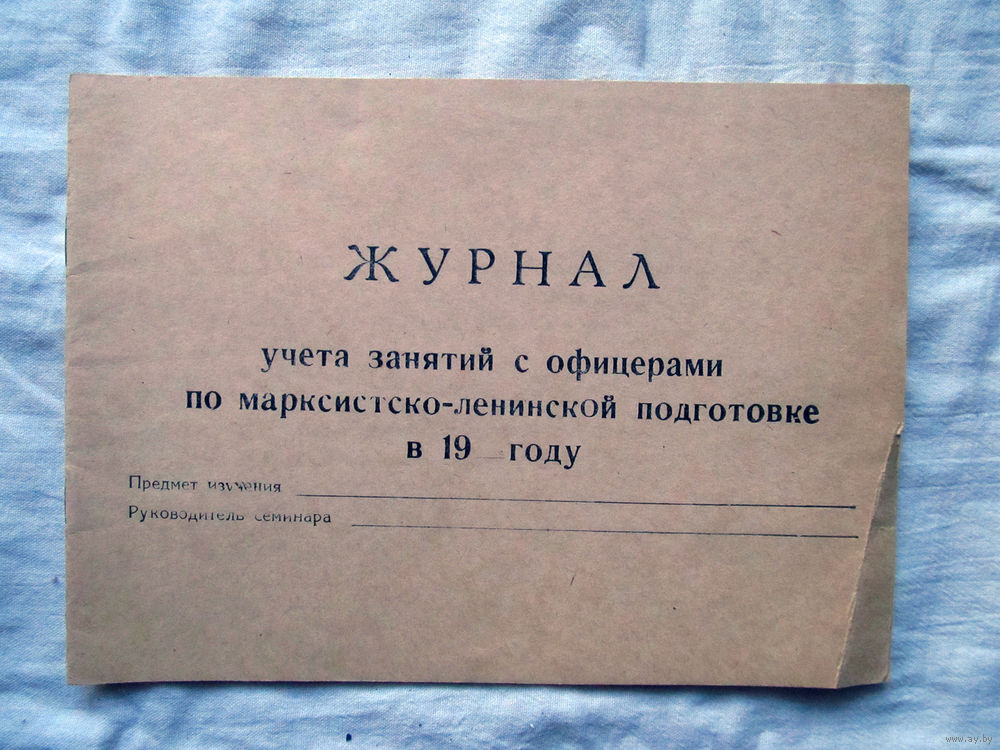 ЖУРНАЛ
учета занятий с офицерами
по марксистско-ленинской подготовке
в 19 году
Предмет изучения
Руководитель семинара
www.ay.by